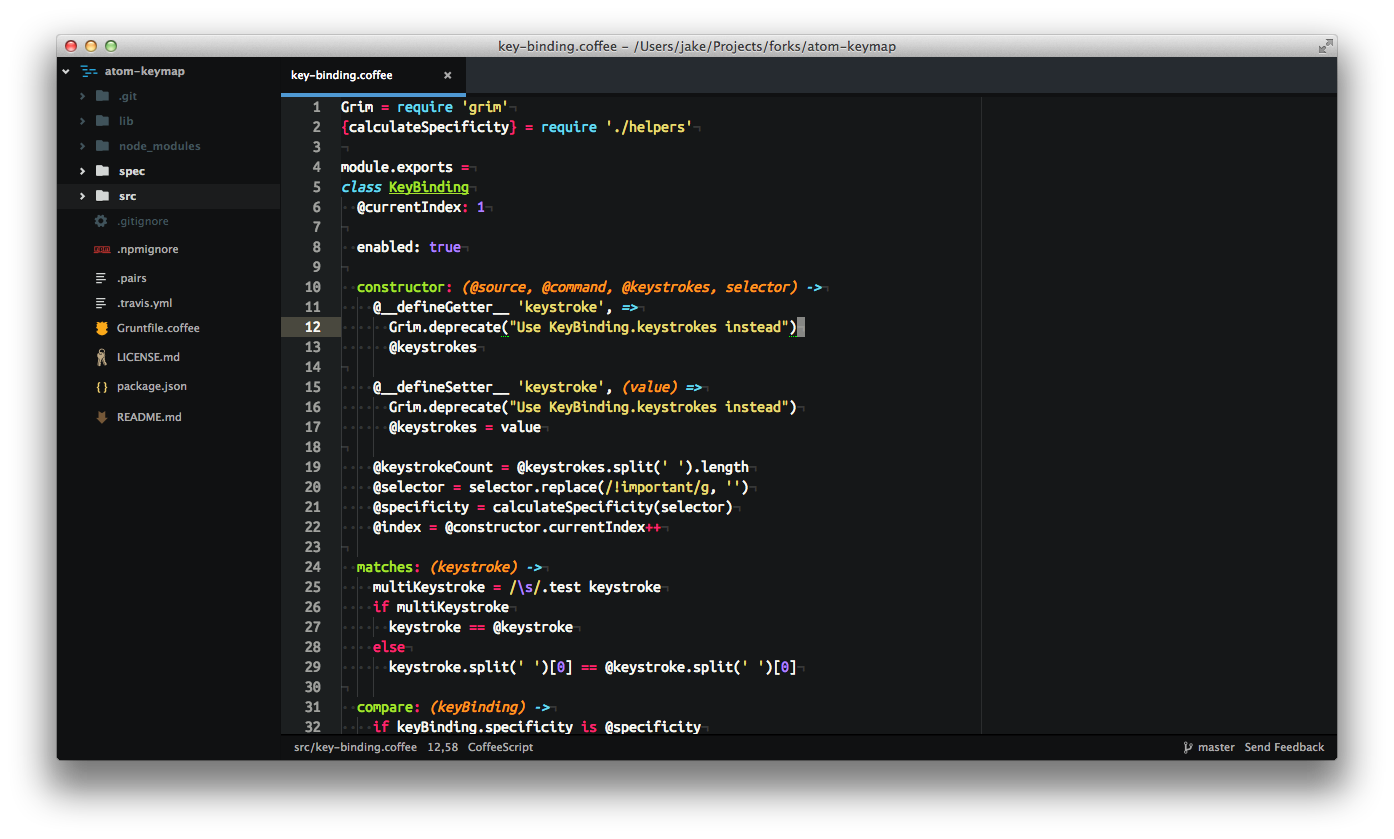 key-binding.coffee – /Users/jake/Projects/forks/atom-keymap
atom-keymap
.git
lib
node_modules
spec
src
.gitignore
.npmignore
.pairs
.travis.yml
Gruntfile.coffee
LICENSE.md
{} package.json
README.md
key-binding.coffee ×
1 Grim = require 'grim'¬
2 {calculateSpecificity} = require './helpers'¬
3 ¬
4 module.exports =¬
5 class KeyBinding¬
6 @currentIndex: 1¬
7 ¬
8 enabled: true¬
9 ¬
10 constructor: (@source, @command, @keystrokes, selector) ->¬
11 @__defineGetter__ 'keystroke', =>¬
12 Grim.deprecate("Use KeyBinding.keystrokes instead")¬
13 @keystrokes¬
14 ¬
15 @__defineSetter__ 'keystroke', (value) =>¬
16 Grim.deprecate("Use KeyBinding.keystrokes instead")¬
17 @keystrokes = value¬
18 ¬
19 @keystrokeCount = @keystrokes.split(' ').length¬
20 @selector = selector.replace(/!important/g, '')¬
21 @specificity = calculateSpecificity(selector)¬
22 @index = @constructor.currentIndex++¬
23 ¬
24 matches: (keystroke) ->¬
25 multiKeystroke = /\s/.test keystroke¬
26 if multiKeystroke¬
27 keystroke == @keystroke¬
28 else¬
29 keystroke.split(' ')[0] == @keystroke.split(' ')[0]¬
30 ¬
31 compare: (keyBinding) ->¬
32 if keyBinding.specificity is @specificity¬
src/key-binding.coffee 12,58 CoffeeScript
master Send Feedback